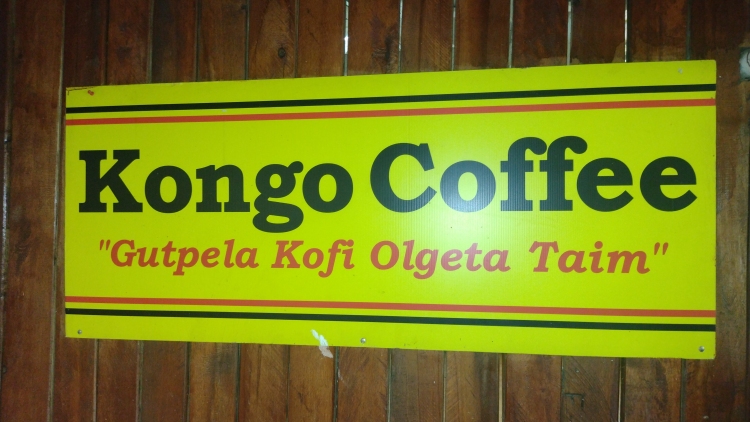 Kongo Coffee
"Gutpela Kofi Olgeta Taim"